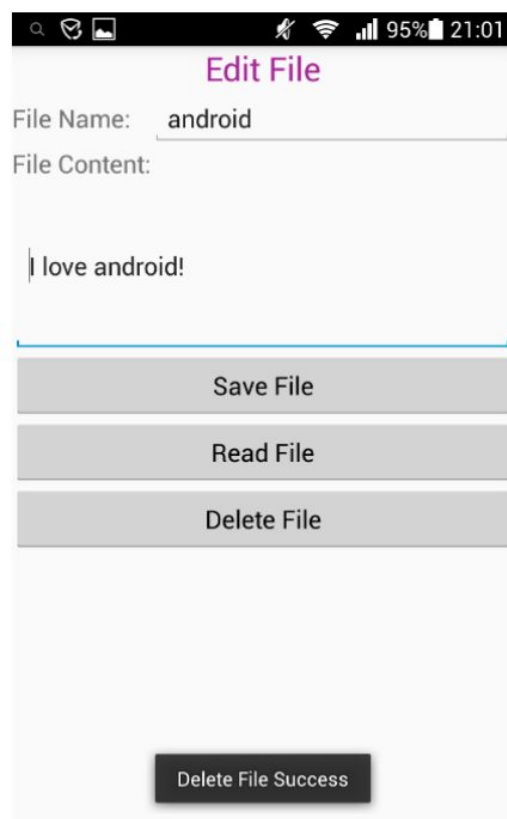 95% 21:01
Edit File
File Name: android
File Content:
I love android!
Save File
Read File
Delete File
Delete File Success